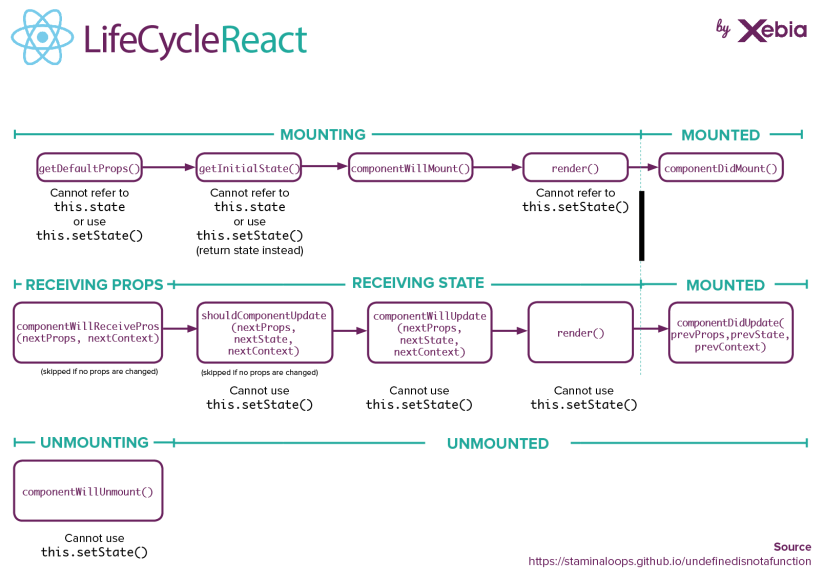 LifeCycleReact
by Xebia
MOUNTING
MOUNTED
getDefaultProps()
getInitialState()
componentWillMount()
render()
componentDidMount()
Cannot refer to
this.state
or use
this.setState()
Cannot refer to
this.state
or use
this.setState()
(return state instead)
Cannot refer to
this.setState()
RECEIVING PROPS
RECEIVING STATE
MOUNTED
componentWillReceivePros
(nextProps, nextContext)
shouldComponentUpdate
(nextProps,
nextState,
nextContext)
componentWillUpdate
(nextProps,
nextState,
nextContext)
render()
componentDidUpdate(
prevProps,prevState,
prevContext)
(skipped if no props are changed)
(skipped if no props are changed)
Cannot use
this.setState()
Cannot use
this.setState()
Cannot use
this.setState()
UNMOUNTING
UNMOUNTED
componentWillUnmount()
Cannot use
this.setState()
Source
https://staminaloops.github.io/undefinedisnotafunction